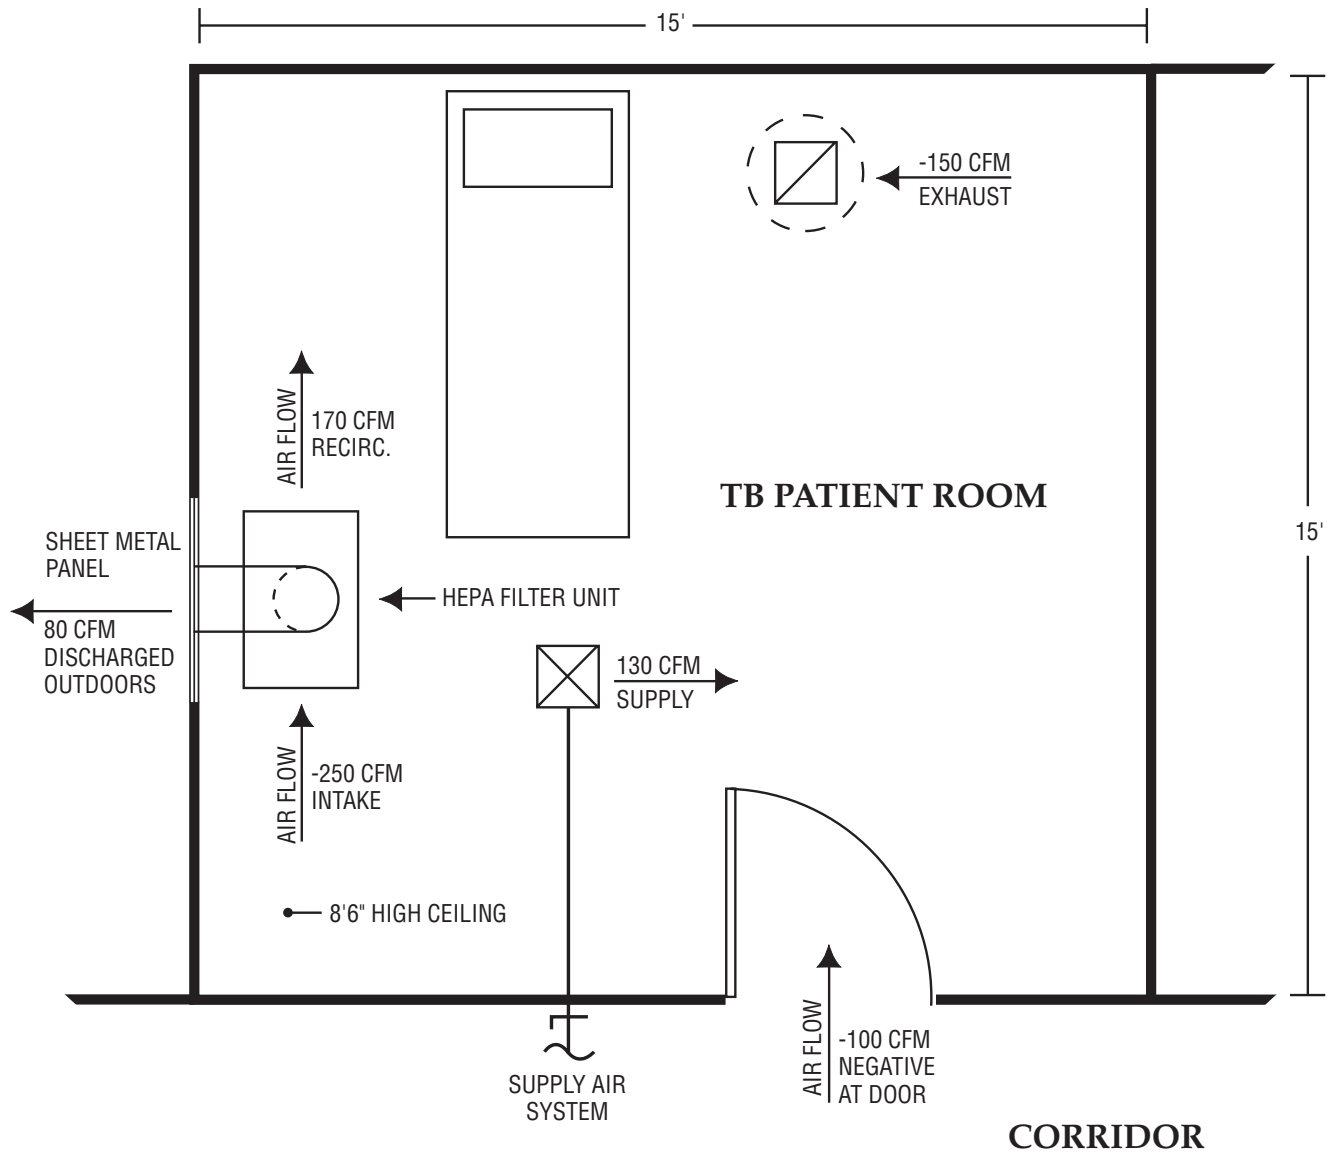 15'
-150 CFM
EXHAUST
AIR FLOW
170 CFM
RECIRC.
TB PATIENT ROOM
15'
SHEET METAL
PANEL
80 CFM
DISCHARGED
OUTDOORS
HEPA FILTER UNIT
130 CFM
SUPPLY
AIR FLOW
-250 CFM
INTAKE
8'6" HIGH CEILING
AIR FLOW
-100 CFM
NEGATIVE
AT DOOR
SUPPLY AIR
SYSTEM
CORRIDOR